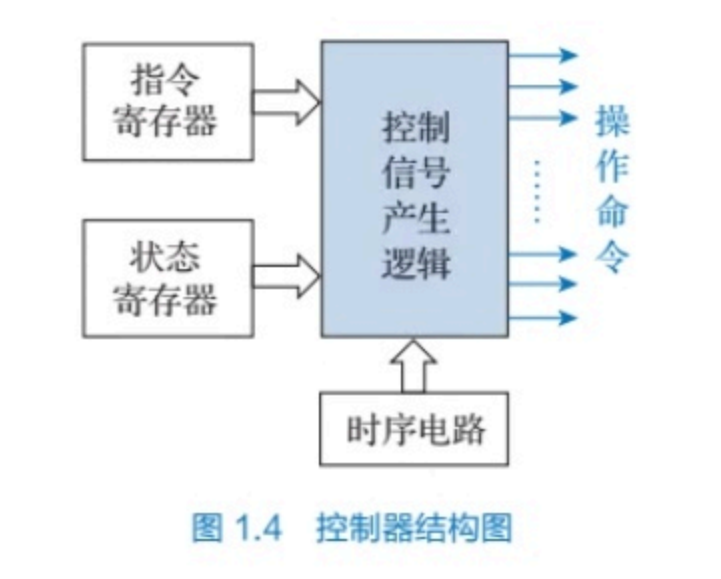 指令
寄存器
控制
信号
产生
逻辑
操作命令
状态
寄存器
时序电路
图 1.4 控制器结构图